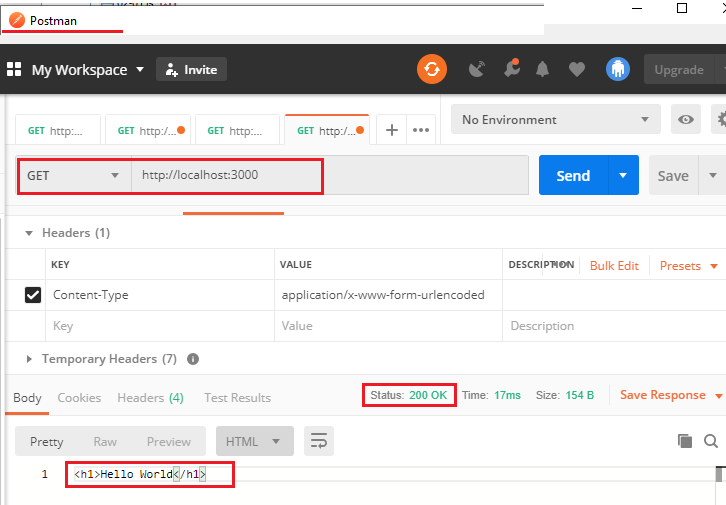 Postman
My Workspace Invite Upgrade
GET http:... GET http:/... GET http:... GET http:/... + ••• No Environment
GET http://localhost:3000 Send Save
Headers (1)
KEY VALUE DESCRIPTION ••• Bulk Edit Presets
Content-Type application/x-www-form-urlencoded
Key Value Description
Temporary Headers (7)
Body Cookies Headers (4) Test Results Status: 200 OK Time: 17ms Size: 154 B Save Response
Pretty Raw Preview HTML
1 <h1>Hello World</h1>